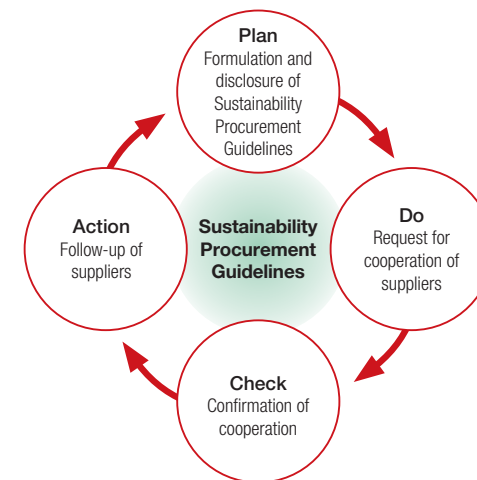 Plan
Formulation and
disclosure of
Sustainability
Procurement
Guidelines
Do
Request for
cooperation of
suppliers
Check
Confirmation of
cooperation
Action
Follow-up of
suppliers
Sustainability
Procurement
Guidelines